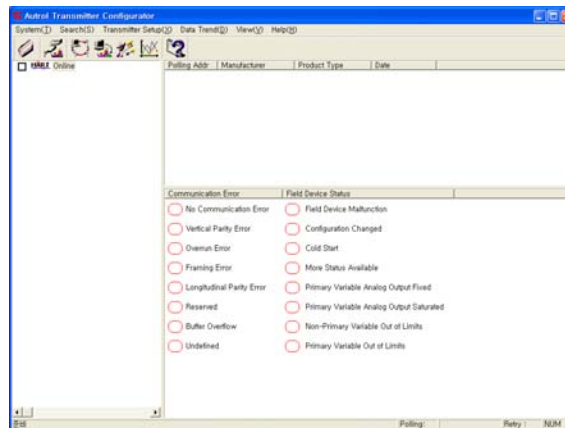 Autrol Transmitter Configurator
System(T) Search(S) Transmitter Setup(X) Data Trend(D) View(V) Help(H)
Online
Polling Addr Manufacturer Product Type Date
Communication Error Field Device Status
No Communication Error Field Device Malfunction
Vertical Parity Error Configuration Changed
Overrun Error Cold Start
Framing Error More Status Available
Longitudinal Parity Error Primary Variable Analog Output Fixed
Reserved Primary Variable Analog Output Saturated
Buffer Overflow Non-Primary Variable Out of Limits
Undefined Primary Variable Out of Limits
Polling: Retry : NUM